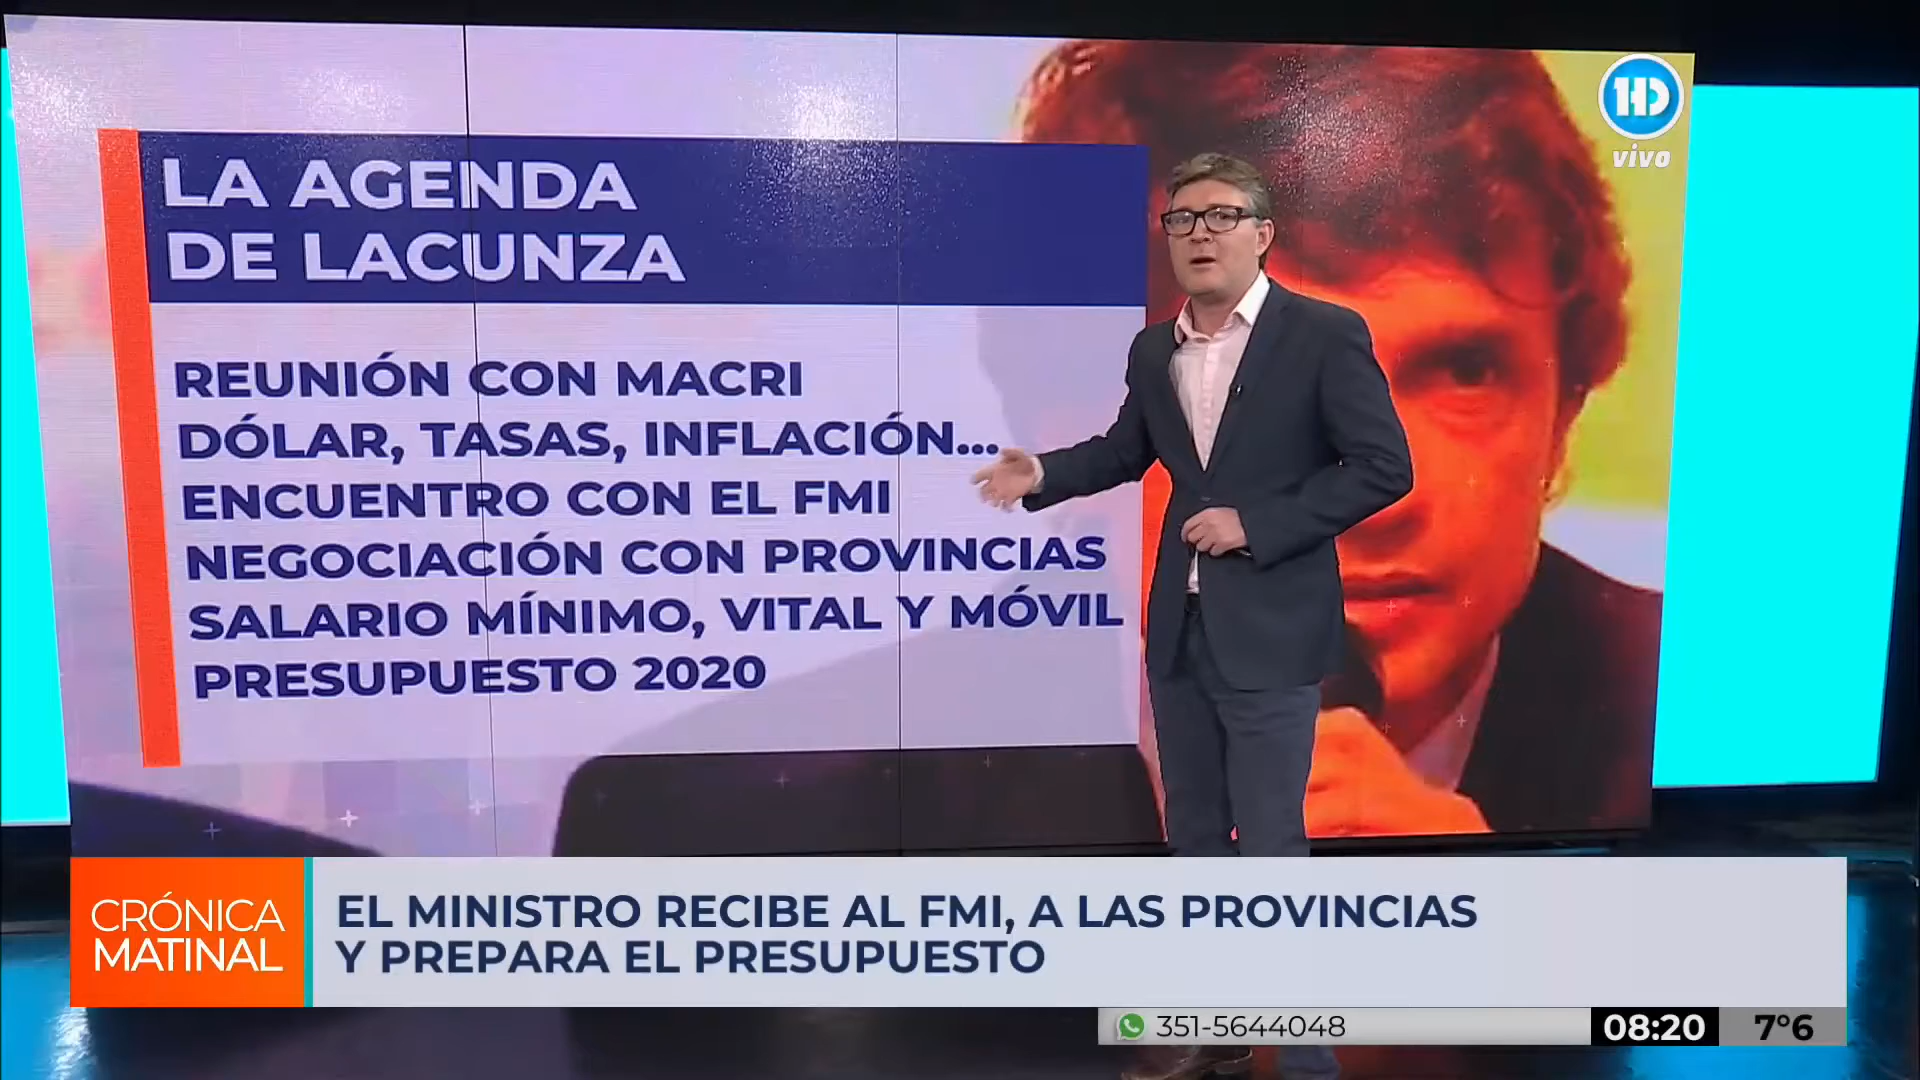 HD
vivo
LA AGENDA
DE LACUNZA
REUNIÓN CON MACRI
DÓLAR, TASAS, INFLACIÓN...
ENCUENTRO CON EL FMI
NEGOCIACIÓN CON PROVINCIAS
SALARIO MÍNIMO, VITAL Y MÓVIL
PRESUPUESTO 2020
CRÓNICA
MATINAL
EL MINISTRO RECIBE AL FMI, A LAS PROVINCIAS
Y PREPARA EL PRESUPUESTO
351-5644048
08:20
7°6